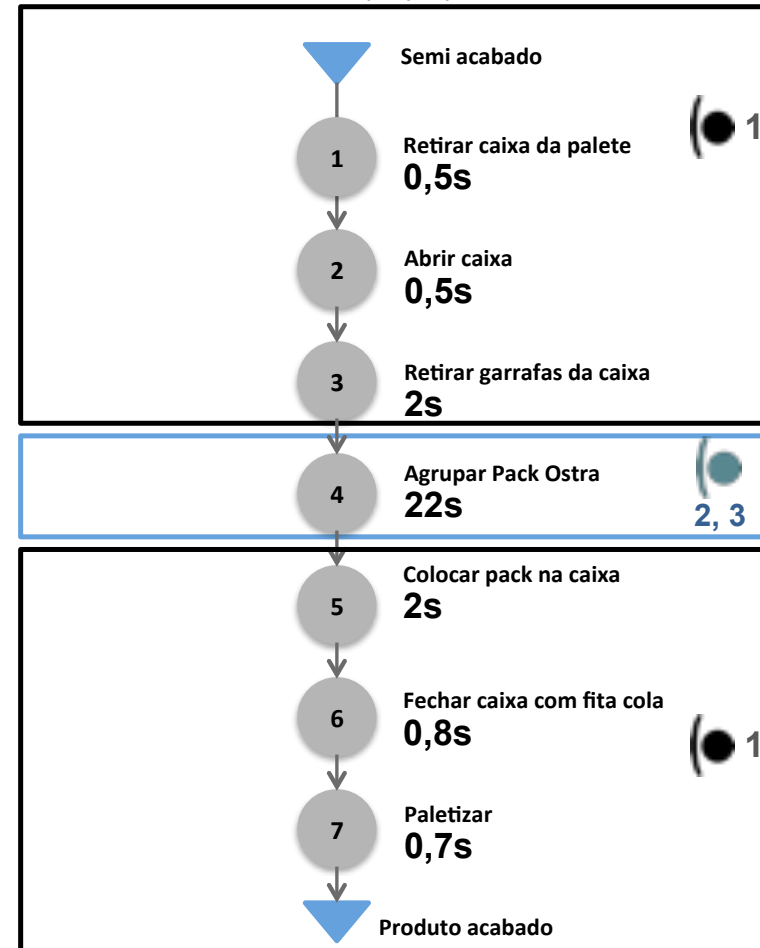 Semi acabado
1
1
Retirar caixa da palete
0,5s
2
Abrir caixa
0,5s
3
Retirar garrafas da caixa
2s
4
Agrupar Pack Ostra
22s
2, 3
5
Colocar pack na caixa
2s
6
Fechar caixa com fita cola
0,8s
1
7
Paletizar
0,7s
Produto acabado